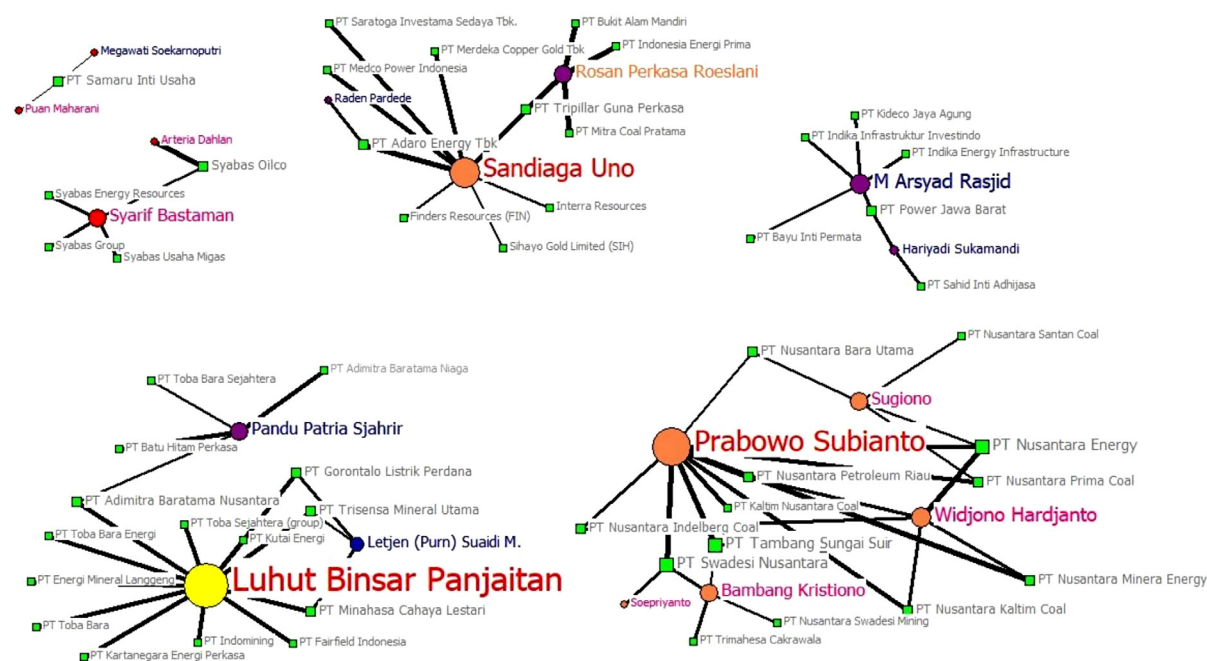 Megawati Soekarnoputri
PT Samaru Inti Usaha
Puan Maharani
Arteria Dahlan
Syabas Oilco
Syabas Energy Resources
Syarif Bastaman
Syabas Group
Syabas Usaha Migas
PT Saratoga Investama Sedaya Tbk.
PT Merdeka Copper Gold Tbk
PT Medco Power Indonesia
Raden Pardede
PT Adaro Energy Tbk
PT Bukit Alam Mandiri
PT Indonesia Energi Prima
Rosan Perkasa Roeslani
PT Tripillar Guna Perkasa
PT Mitra Coal Pratama
Sandiaga Uno
Finders Resources (FIN)
Interra Resources
Sihayo Gold Limited (SIH)
PT Kideco Jaya Agung
PT Indika Infrastruktur Investindo
PT Indika Energy Infrastructure
M Arsyad Rasjid
PT Power Jawa Barat
PT Bayu Inti Permata
Hariyadi Sukamandi
PT Sahid Inti Adhijasa
PT Toba Bara Sejahtera
PT Adimitra Baratama Niaga
Pandu Patria Sjahrir
PT Batu Hitam Perkasa
PT Gorontalo Listrik Perdana
PT Adimitra Baratama Nusantara
PT Trisensa Mineral Utama
PT Toba Sejahtera (group)
PT Toba Bara Energi
PT Kutai Energi
Letjen (Purn) Suaidi M.
PT Energi Mineral Langgeng
Luhut Binsar Panjaitan
PT Minahasa Cahaya Lestari
PT Toba Bara
PT Indomining
PT Fairfield Indonesia
PT Kartanegara Energi Perkasa
PT Nusantara Santan Coal
PT Nusantara Bara Utama
Sugiono
Prabowo Subianto
PT Nusantara Energy
PT Nusantara Petroleum Riau
PT Nusantara Prima Coal
PT Kaltim Nusantara Coal
Widjono Hardjanto
PT Nusantara Indelberg Coal
PT Tambang Sungai Suir
PT Swadesi Nusantara
PT Nusantara Minera Energy
Bambang Kristiono
Soepriyanto
PT Nusantara Kaltim Coal
PT Nusantara Swadesi Mining
PT Trimahesa Cakrawala